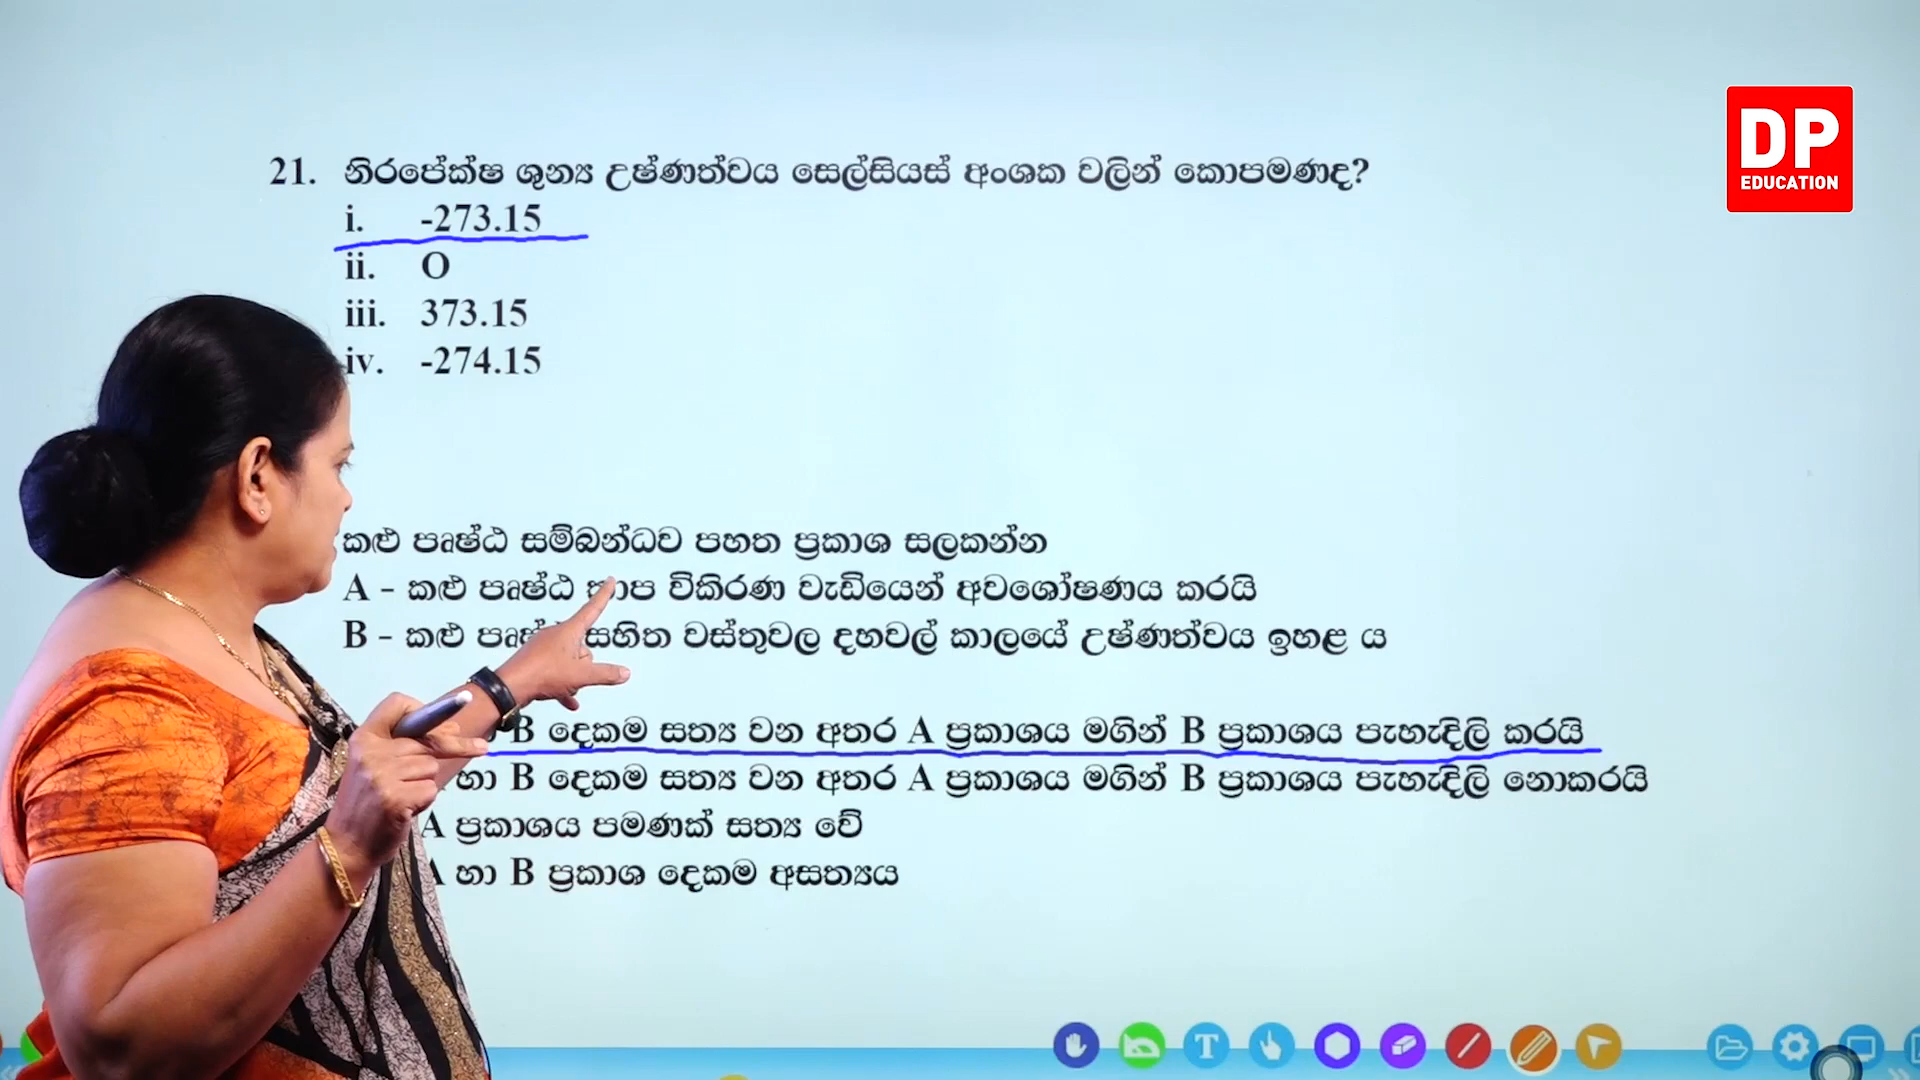 DP
EDUCATION
21. නිරපේක්ෂ ශුන්‍ය උෂ්ණත්වය සෙල්සියස් අංශක වලින් කොපමණද?
i. -273.15
ii. O
iii. 373.15
iv. -274.15
කළු පෘෂ්ඨ සම්බන්ධව පහත ප්‍රකාශ සලකන්න
A - කළු පෘෂ්ඨ තාප විකිරණ වැඩියෙන් අවශෝෂණය කරයි
B - කළු පෘෂ්ඨ සහිත වස්තුවල දහවල් කාලයේ උෂ්ණත්වය ඉහළ ය
B දෙකම සත්‍ය වන අතර A ප්‍රකාශය මගින් B ප්‍රකාශය පැහැදිලි කරයි
හා B දෙකම සත්‍ය වන අතර A ප්‍රකාශය මගින් B ප්‍රකාශය පැහැදිලි නොකරයි
A ප්‍රකාශය පමණක් සත්‍ය වේ
A හා B ප්‍රකාශ දෙකම අසත්‍යය